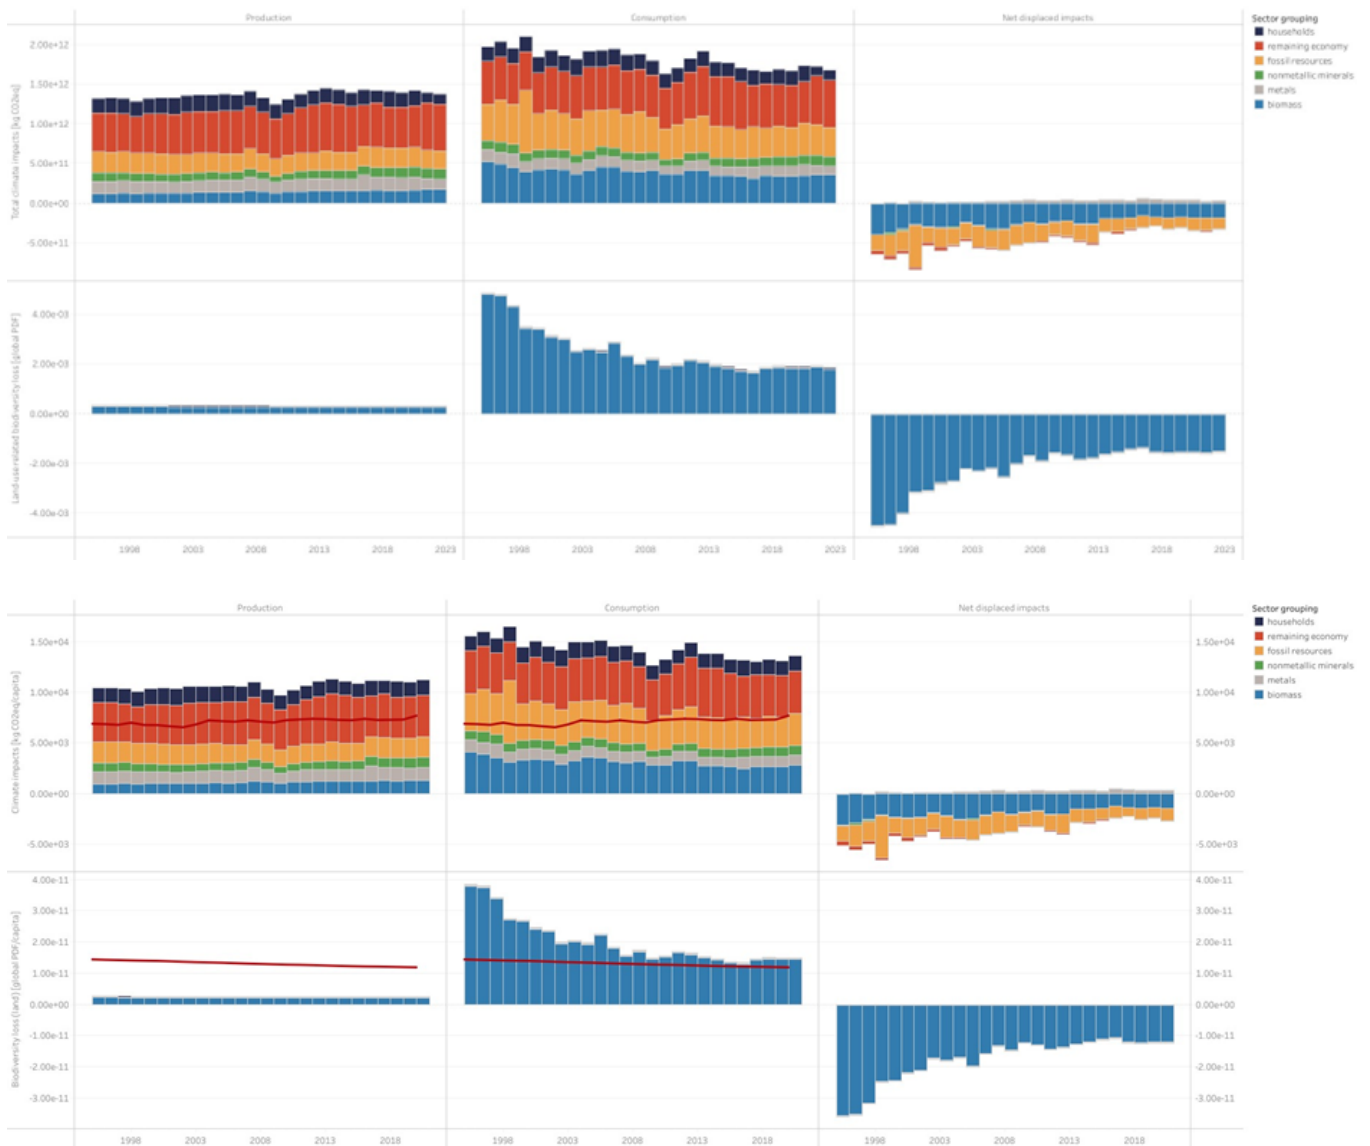 Production Consumption Net displaced impacts
Sector grouping
households
remaining economy
fossil resources
nonmetallic minerals
metals
biomass
Total climate impacts [kg CO2eq]
2.00e+12
1.50e+12
1.00e+12
5.00e+11
0.00e+00
-5.00e+11
Land-use related biodiversity loss [global PDF]
4.00e-03
2.00e-03
0.00e+00
-2.00e-03
-4.00e-03
1998 2003 2008 2013 2018 2023 1998 2003 2008 2013 2018 2023 1998 2003 2008 2013 2018 2023
Production Consumption Net displaced impacts
Sector grouping
households
remaining economy
fossil resources
nonmetallic minerals
metals
biomass
Climate impacts [kg CO2eq/capita]
1.50e+04 1.50e+04
1.00e+04 1.00e+04
5.00e+03 5.00e+03
0.00e+00 0.00e+00
-5.00e+03 -5.00e+03
Biodiversity loss (land) [global PDF/capita]
4.00e-11 4.00e-11
3.00e-11 3.00e-11
2.00e-11 2.00e-11
1.00e-11 1.00e-11
0.00e+00 0.00e+00
-1.00e-11 -1.00e-11
-2.00e-11 -2.00e-11
-3.00e-11 -3.00e-11
1998 2003 2008 2013 2018 1998 2003 2008 2013 2018 1998 2003 2008 2013 2018